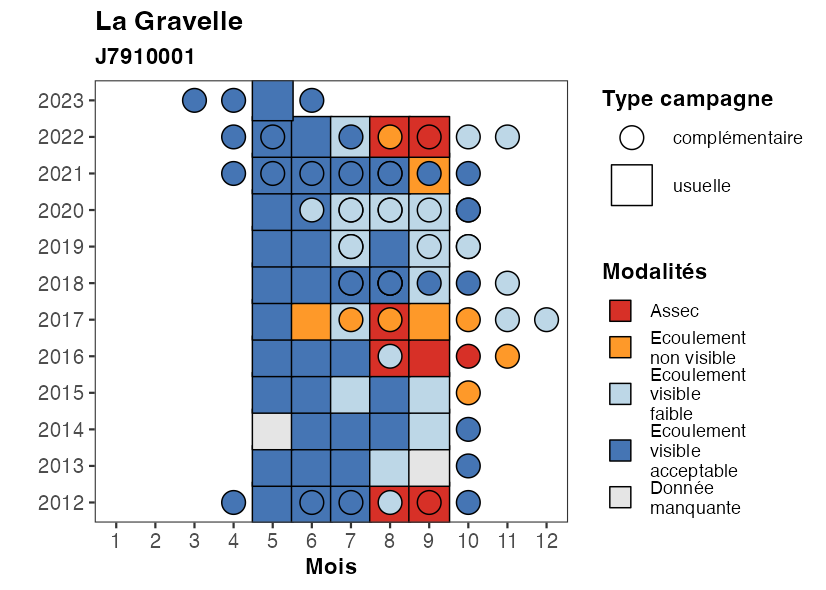 La Gravelle
J7910001
2023
2022
2021
2020
2019
2018
2017
2016
2015
2014
2013
2012
1 2 3 4 5 6 7 8 9 10 11 12
Mois
Type campagne
complémentaire
usuelle
Modalités
Assec
Ecoulement
non visible
Ecoulement
visible
faible
Ecoulement
visible
acceptable
Donnée
manquante